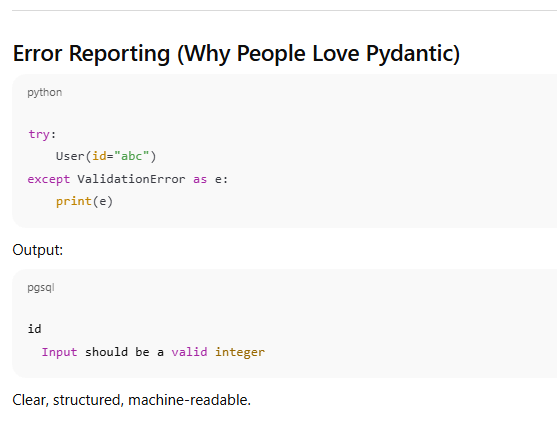 Error Reporting (Why People Love Pydantic)
python
try:
    User(id="abc")
except ValidationError as e:
    print(e)
Output:
pgsql
id
  Input should be a valid integer
Clear, structured, machine-readable.